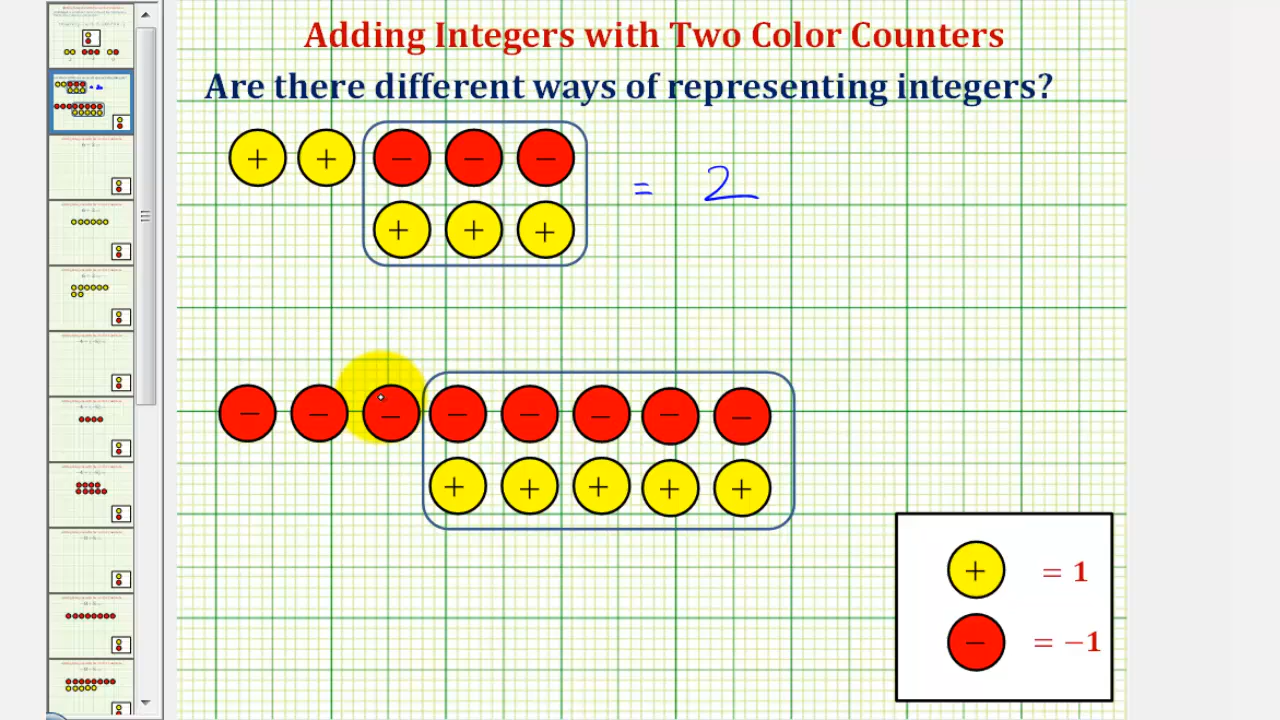 Adding Integers with Two Color Counters
Are there different ways of representing integers?
+ + − − −
+ + +
= 2
− − − − − − − −
+ + + + +
+ = 1
− = −1